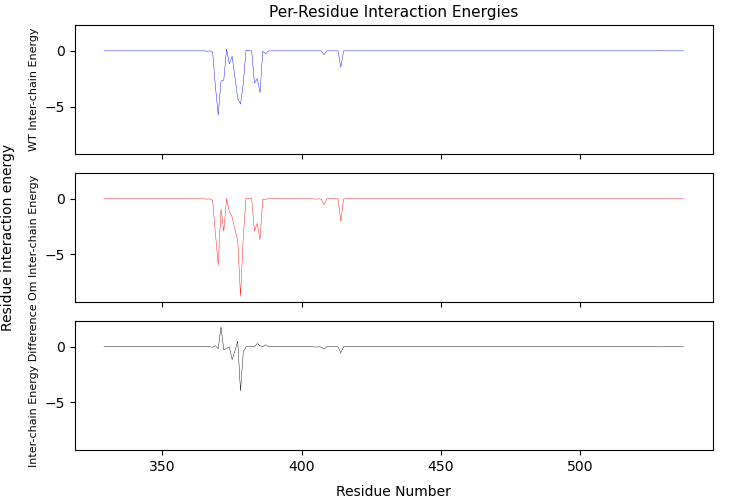 Per-Residue Interaction Energies
Residue interaction energy
WT Inter-chain Energy
0
−5
Om Inter-chain Energy
0
−5
Inter-chain Energy Difference
0
−5
350
400
450
500
Residue Number